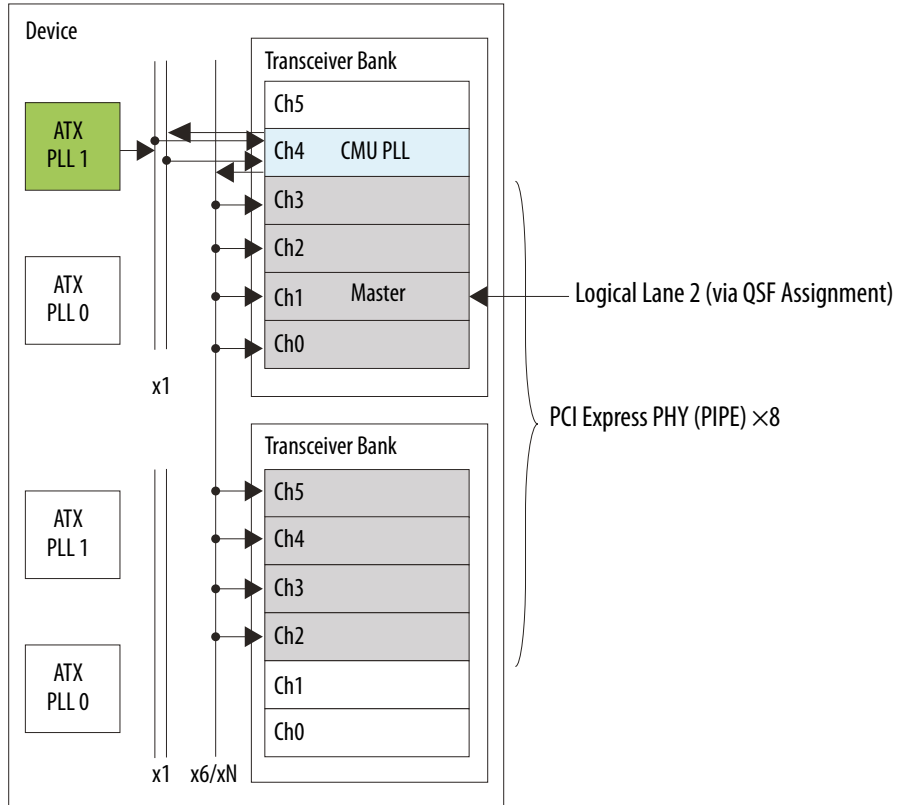 Device
Transceiver Bank
ATX
PLL 1
Ch5
Ch4 CMU PLL
Ch3
Ch2
ATX
PLL 0
Ch1 Master
Logical Lane 2 (via QSF Assignment)
Ch0
x1
PCI Express PHY (PIPE) ×8
Transceiver Bank
ATX
PLL 1
Ch5
Ch4
Ch3
Ch2
ATX
PLL 0
Ch1
Ch0
x1 x6/xN